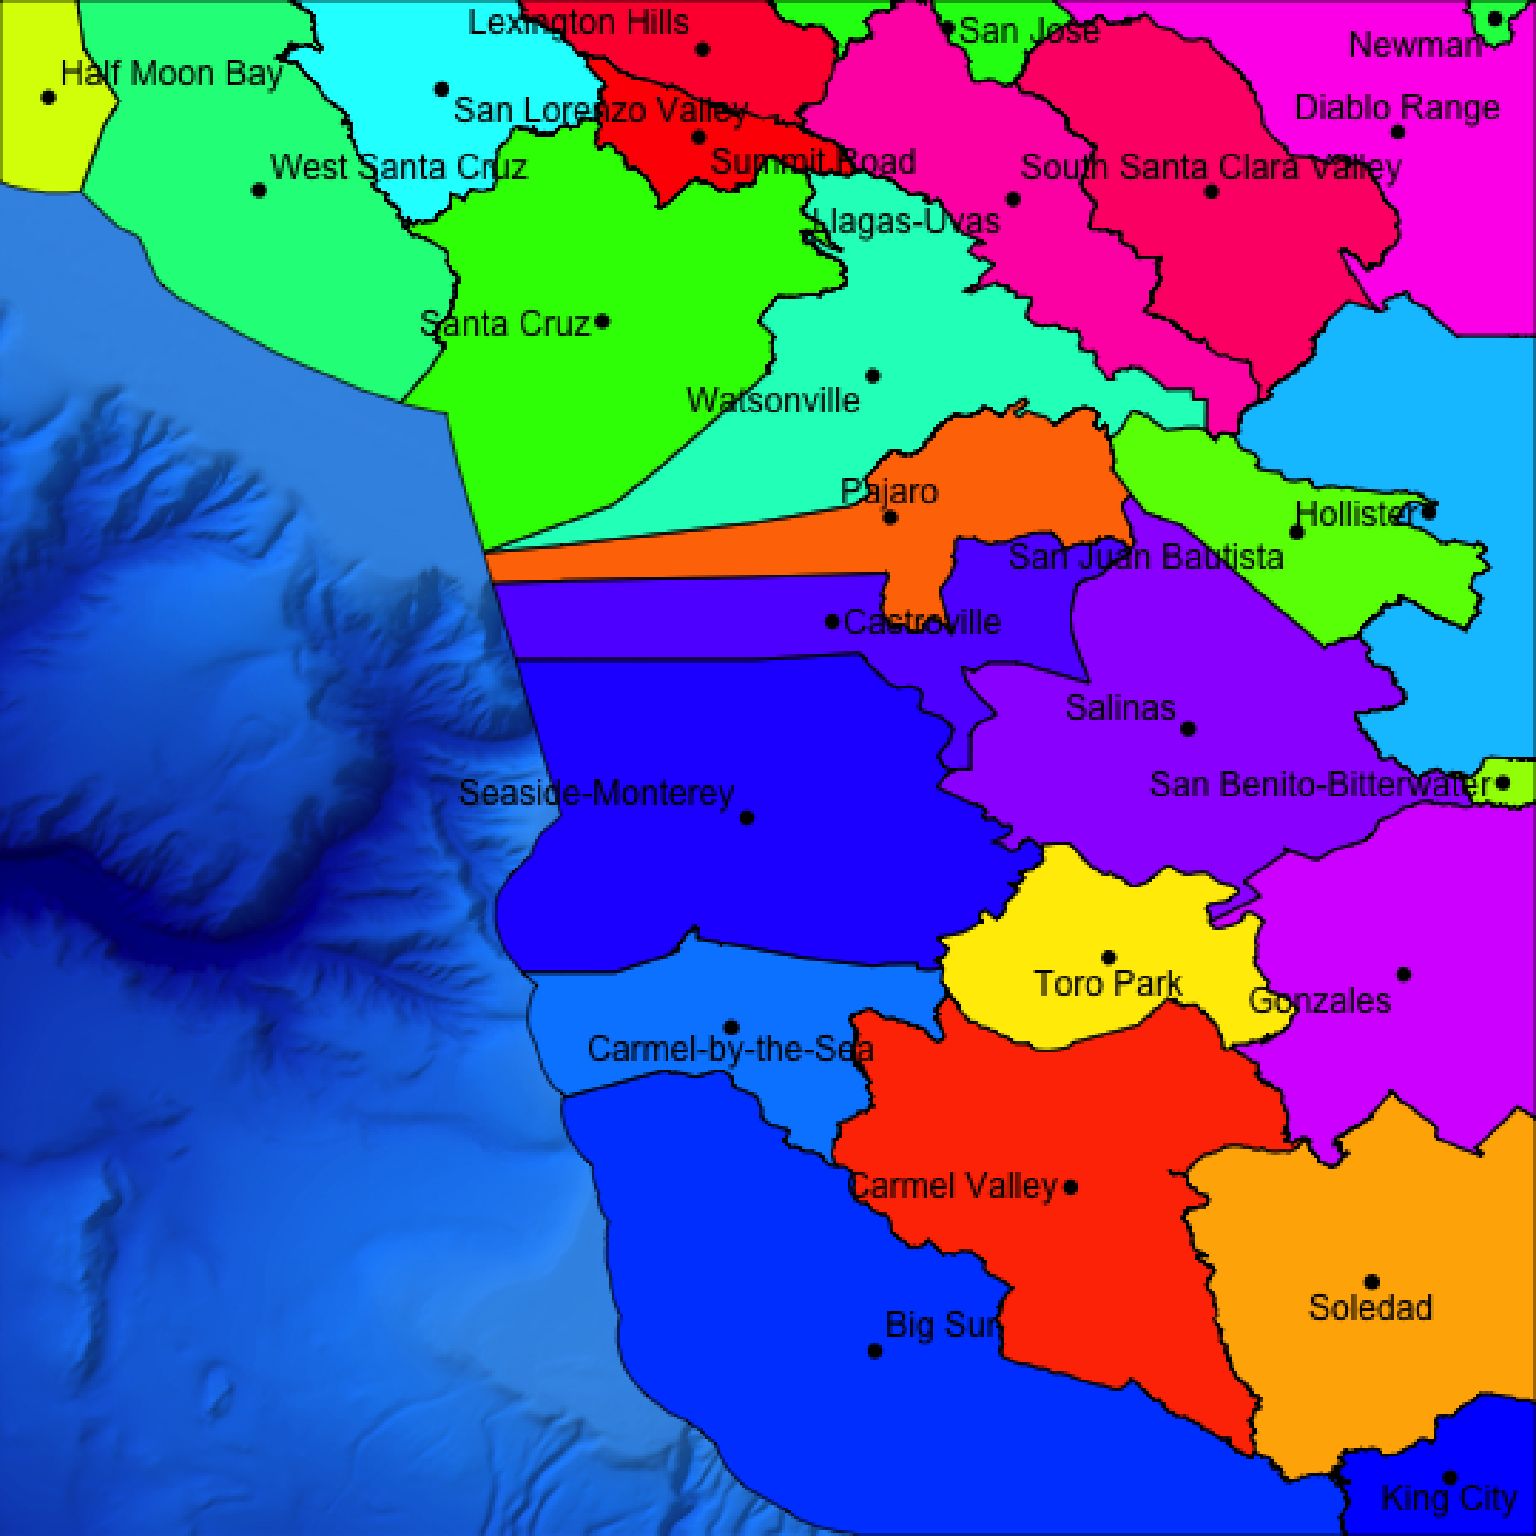 Lexington Hills
San Jose
Newman
Half Moon Bay
San Lorenzo Valley
Diablo Range
West Santa Cruz
Summit Road
South Santa Clara Valley
Llagas-Uvas
Santa Cruz
Watsonville
Pajaro
Hollister
San Juan Bautista
Castroville
Salinas
San Benito-Bitterwater
Seaside-Monterey
Toro Park
Gonzales
Carmel-by-the-Sea
Carmel Valley
Soledad
Big Sur
King City